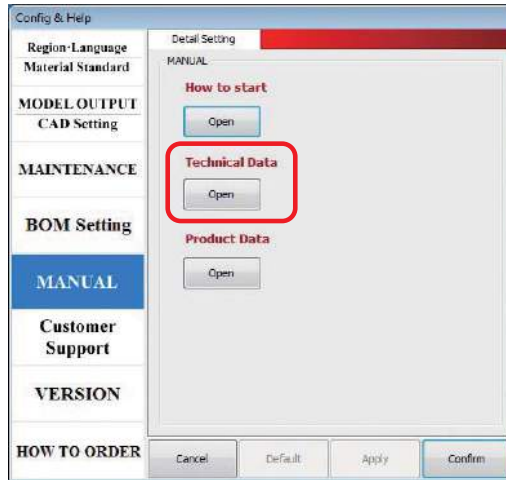 Config & Help
Region·Language
Material Standard
MODEL OUTPUT
CAD Setting
MAINTENANCE
BOM Setting
MANUAL
Customer
Support
VERSION
HOW TO ORDER
Detail Setting
MANUAL
How to start
Open
Technical Data
Open
Product Data
Open
Cancel
Default
Apply
Confirm